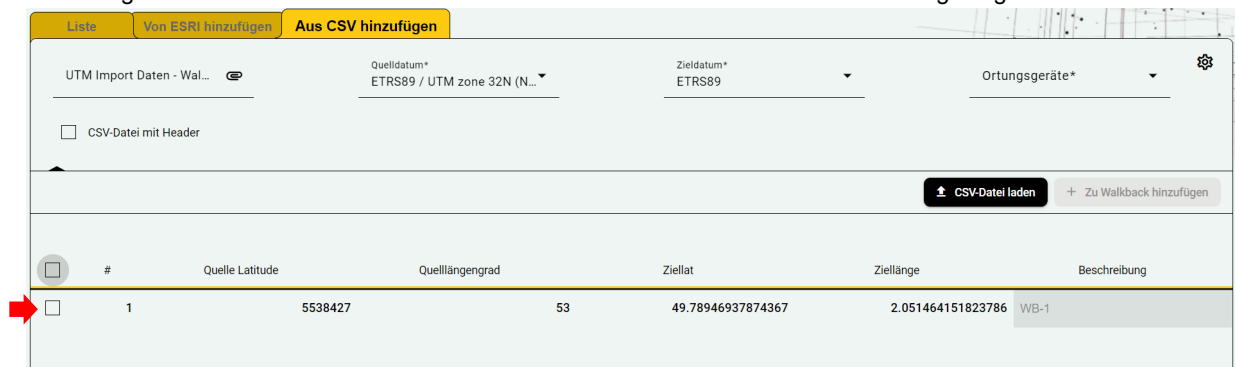 Liste Von ESRI hinzufügen Aus CSV hinzufügen
Quelldatum* Zieldatum*
UTM Import Daten - Wal... ETRS89 / UTM zone 32N (N... ETRS89 Ortungsgeräte*
CSV-Datei mit Header
CSV-Datei laden + Zu Walkback hinzufügen
# Quelle Latitude Quelllängengrad Ziellat Ziellänge Beschreibung
1 5538427 53 49.78946937874367 2.051464151823786 WB-1